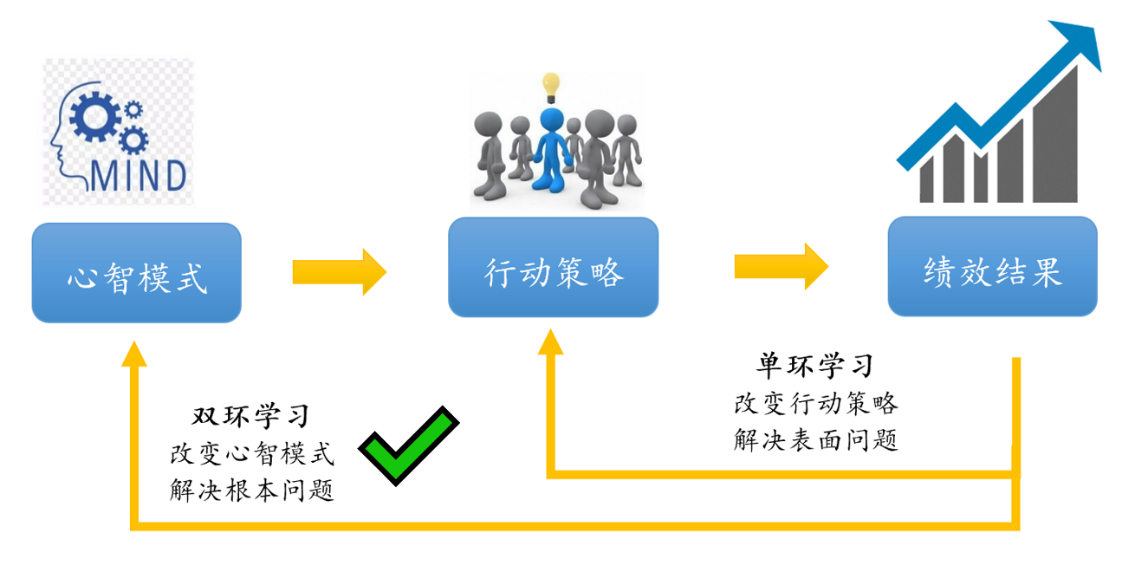 MIND
心智模式
行动策略
绩效结果
单环学习
改变行动策略
解决表面问题
双环学习
改变心智模式
解决根本问题